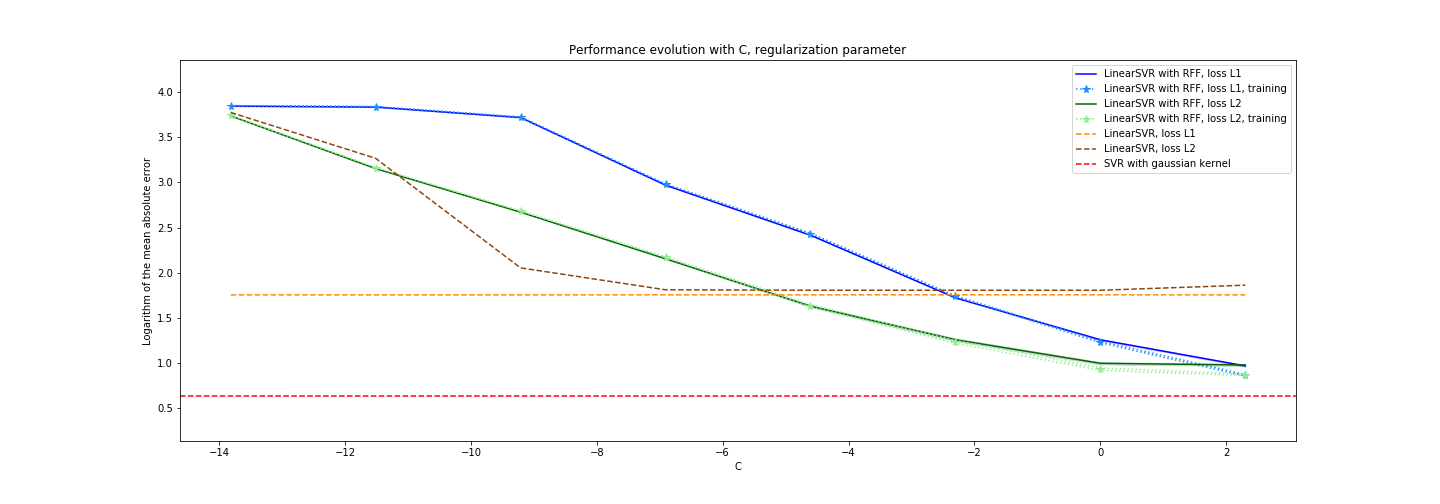 Performance evolution with C, regularization parameter
Logarithm of the mean absolute error
4.0
3.5
3.0
2.5
2.0
1.5
1.0
0.5
LinearSVR with RFF, loss L1
LinearSVR with RFF, loss L1, training
LinearSVR with RFF, loss L2
LinearSVR with RFF, loss L2, training
LinearSVR, loss L1
LinearSVR, loss L2
SVR with gaussian kernel
−14 −12 −10 −8 −6 −4 −2 0 2
C